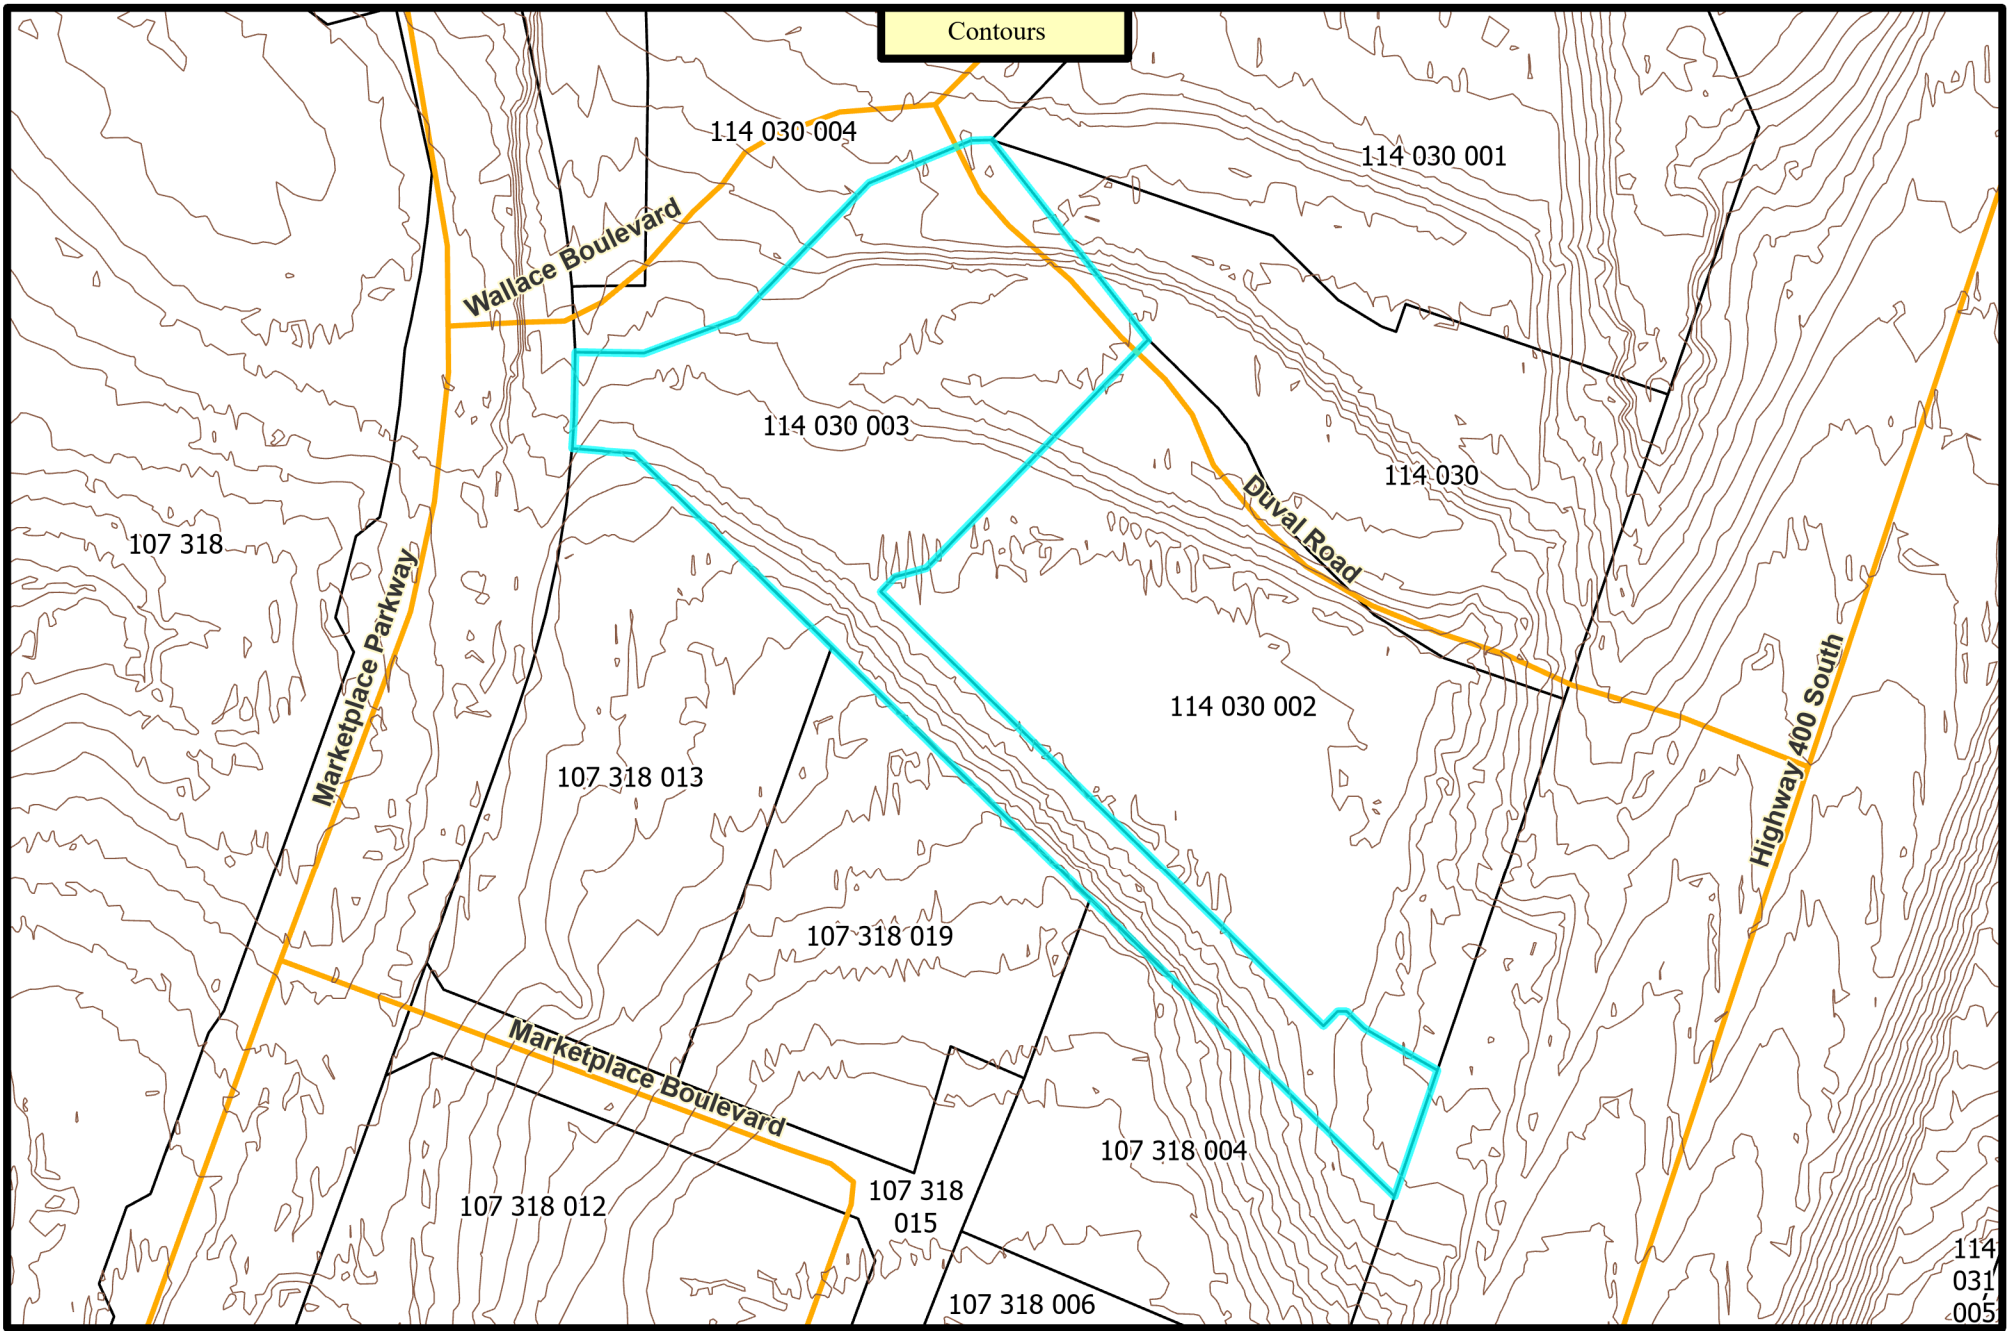 Contours
114 030 004
114 030 001
Wallace Boulevard
114 030 003
114 030
Duval Road
107 318
Marketplace Parkway
114 030 002
Highway 400 South
107 318 013
107 318 019
Marketplace Boulevard
107 318 004
107 318
015
107 318 012
107 318 006
114
031
005